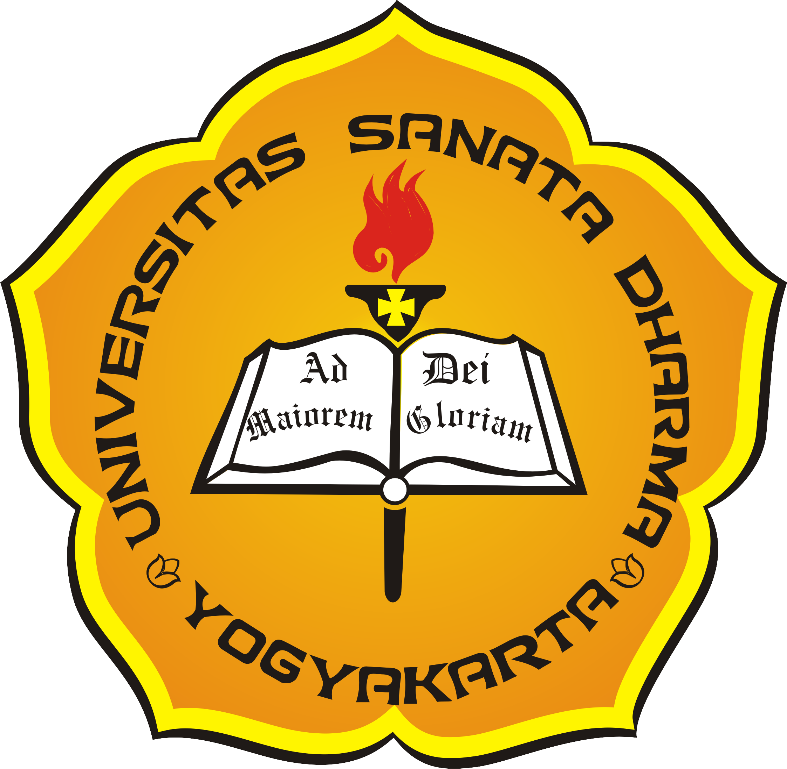 UNIVERSITAS SANATA DHARMA
Ad
Maiorem
Dei
Gloriam
YOGYAKARTA